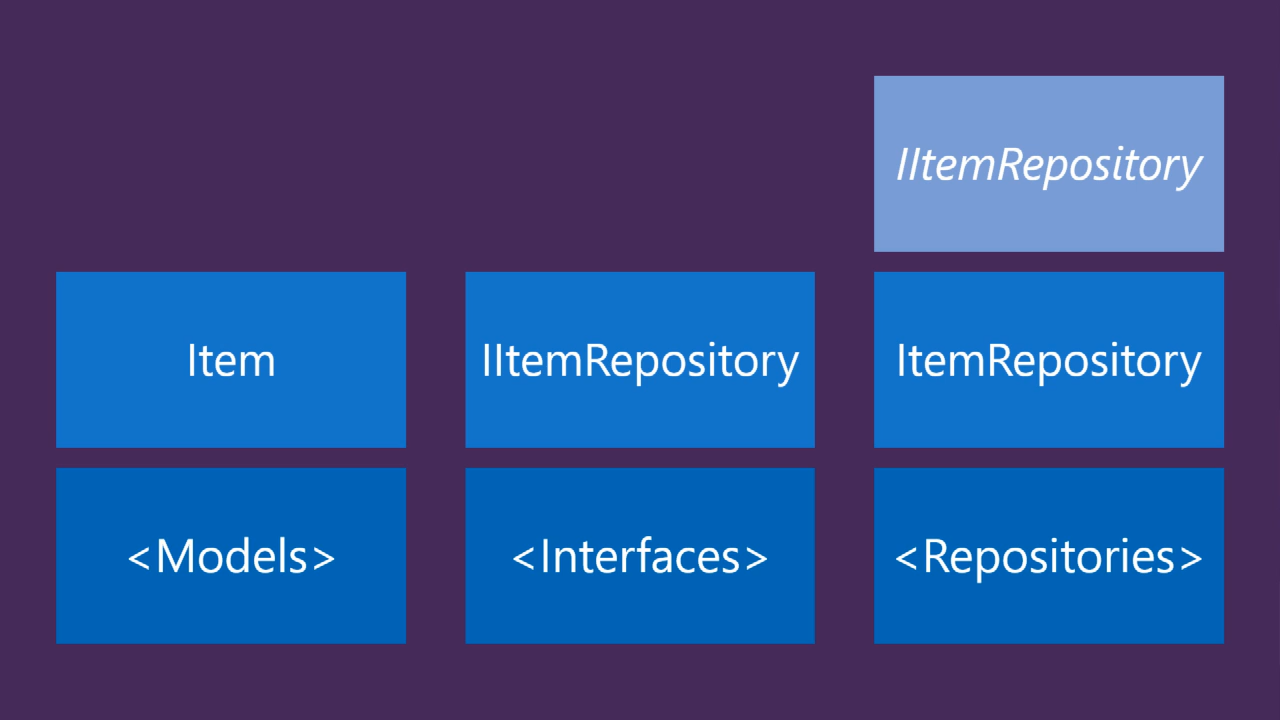 IItemRepository
Item
IItemRepository
ItemRepository
<Models>
<Interfaces>
<Repositories>